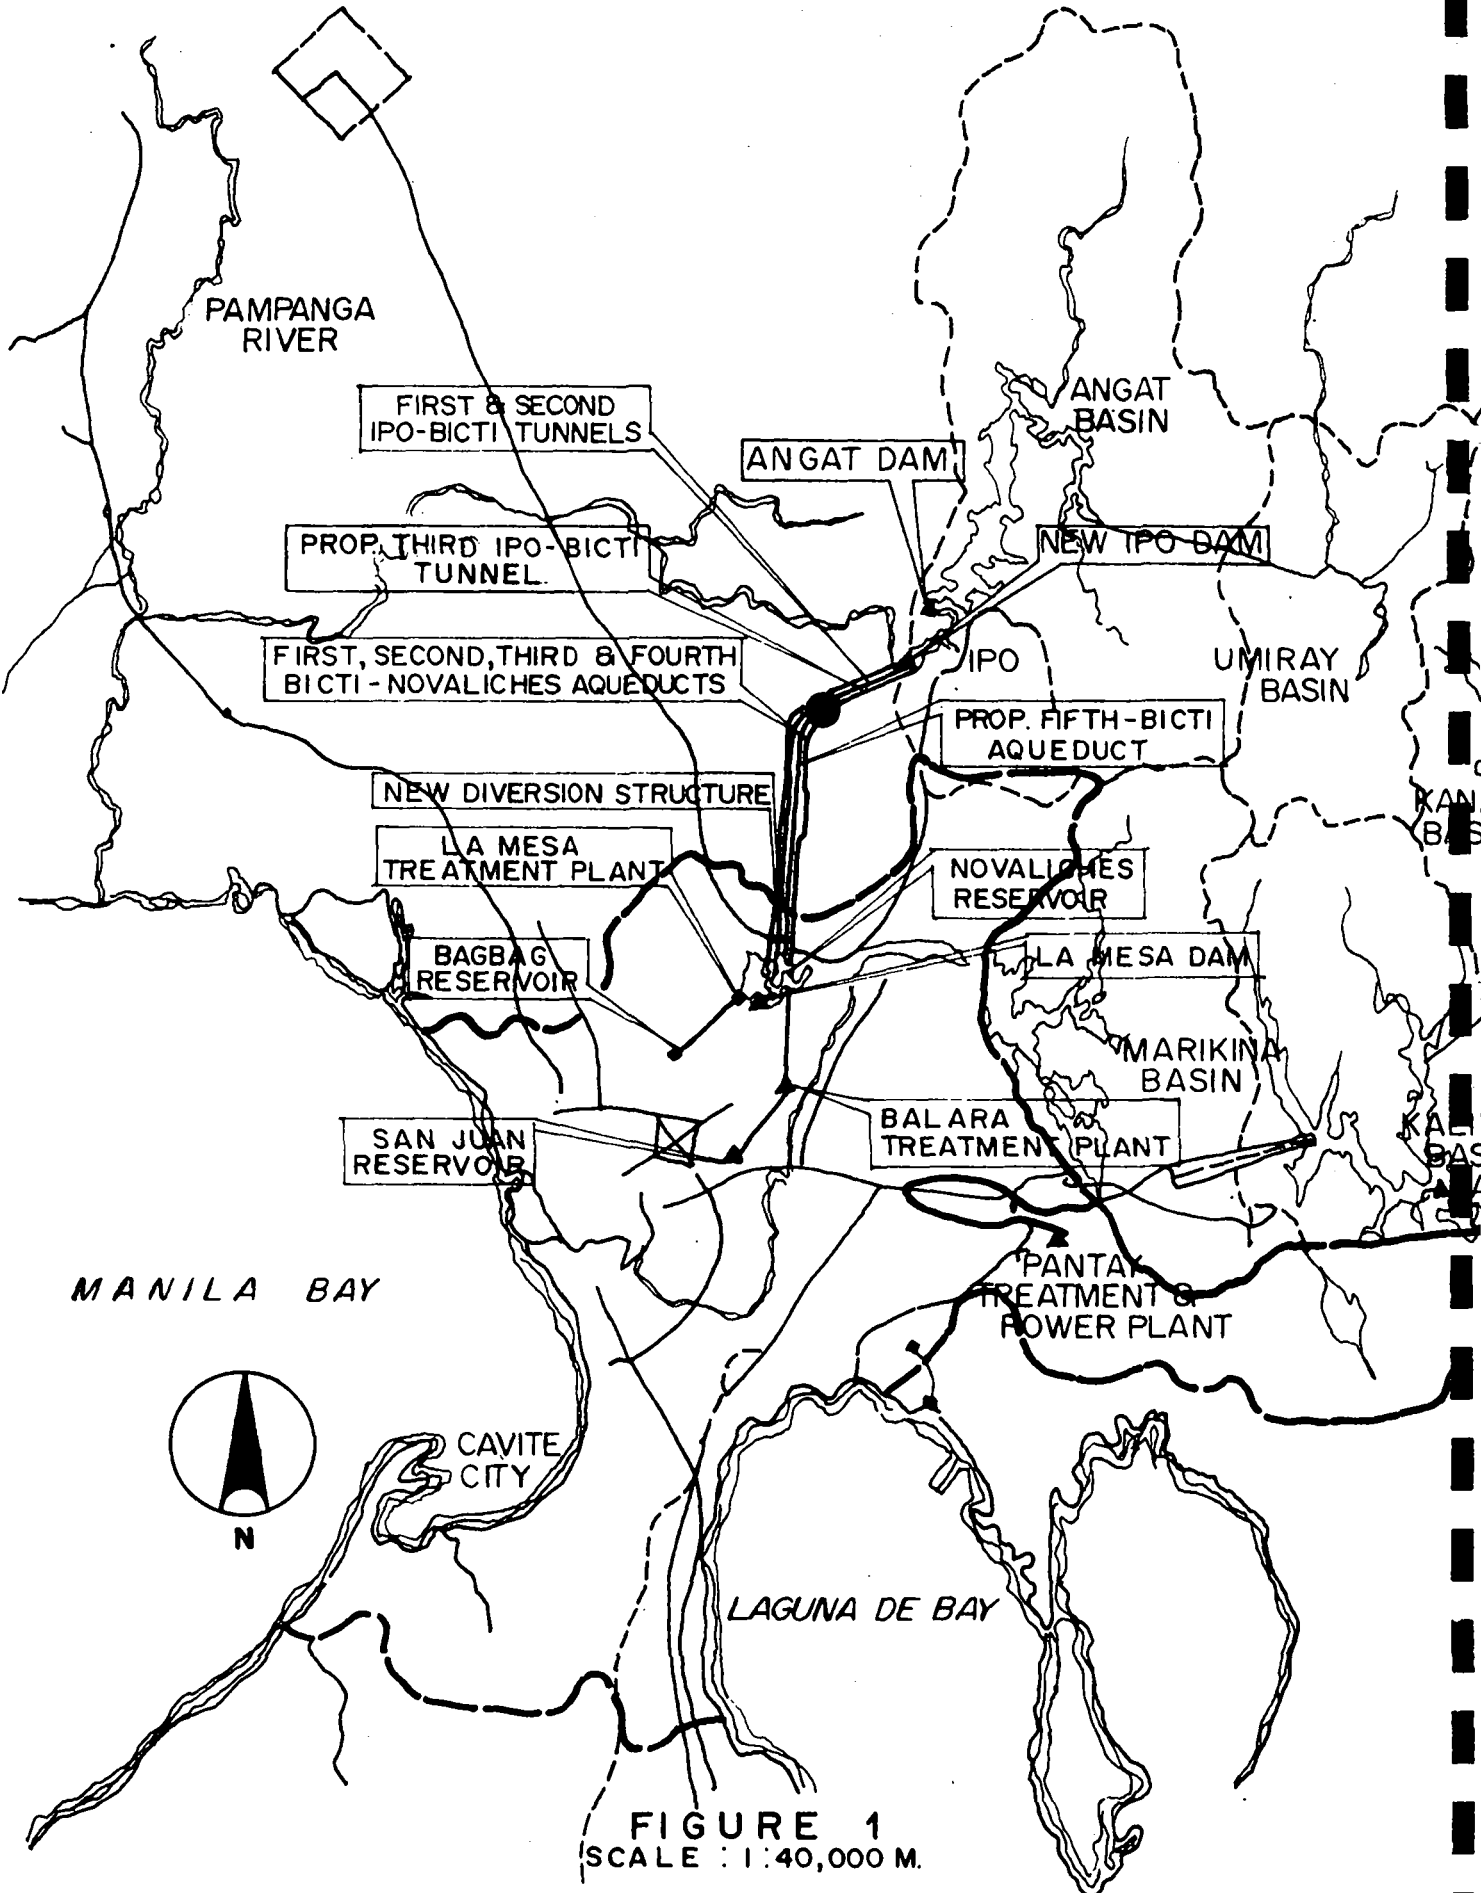 PAMPANGA
RIVER
FIRST & SECOND
IPO-BICTI TUNNELS
ANGAT
BASIN
ANGAT DAM
PROP. THIRD IPO-BICTI
TUNNEL
NEW IPO DAM
FIRST, SECOND, THIRD & FOURTH
BICTI-NOVALICHES AQUEDUCTS
IPO
UMIRAY
BASIN
PROP. FIFTH-BICTI
AQUEDUCT
NEW DIVERSION STRUCTURE
LA MESA
TREATMENT PLANT
NOVALICHES
RESERVOIR
BAGBAG
RESERVOIR
LA MESA DAM
MARIKINA
BASIN
SAN JUAN
RESERVOIR
BALARA
TREATMENT PLANT
MANILA BAY
PANTAY
TREATMENT &
POWER PLANT
CAVITE
CITY
N
LAGUNA DE BAY
FIGURE 1
SCALE : 1:40,000 M.